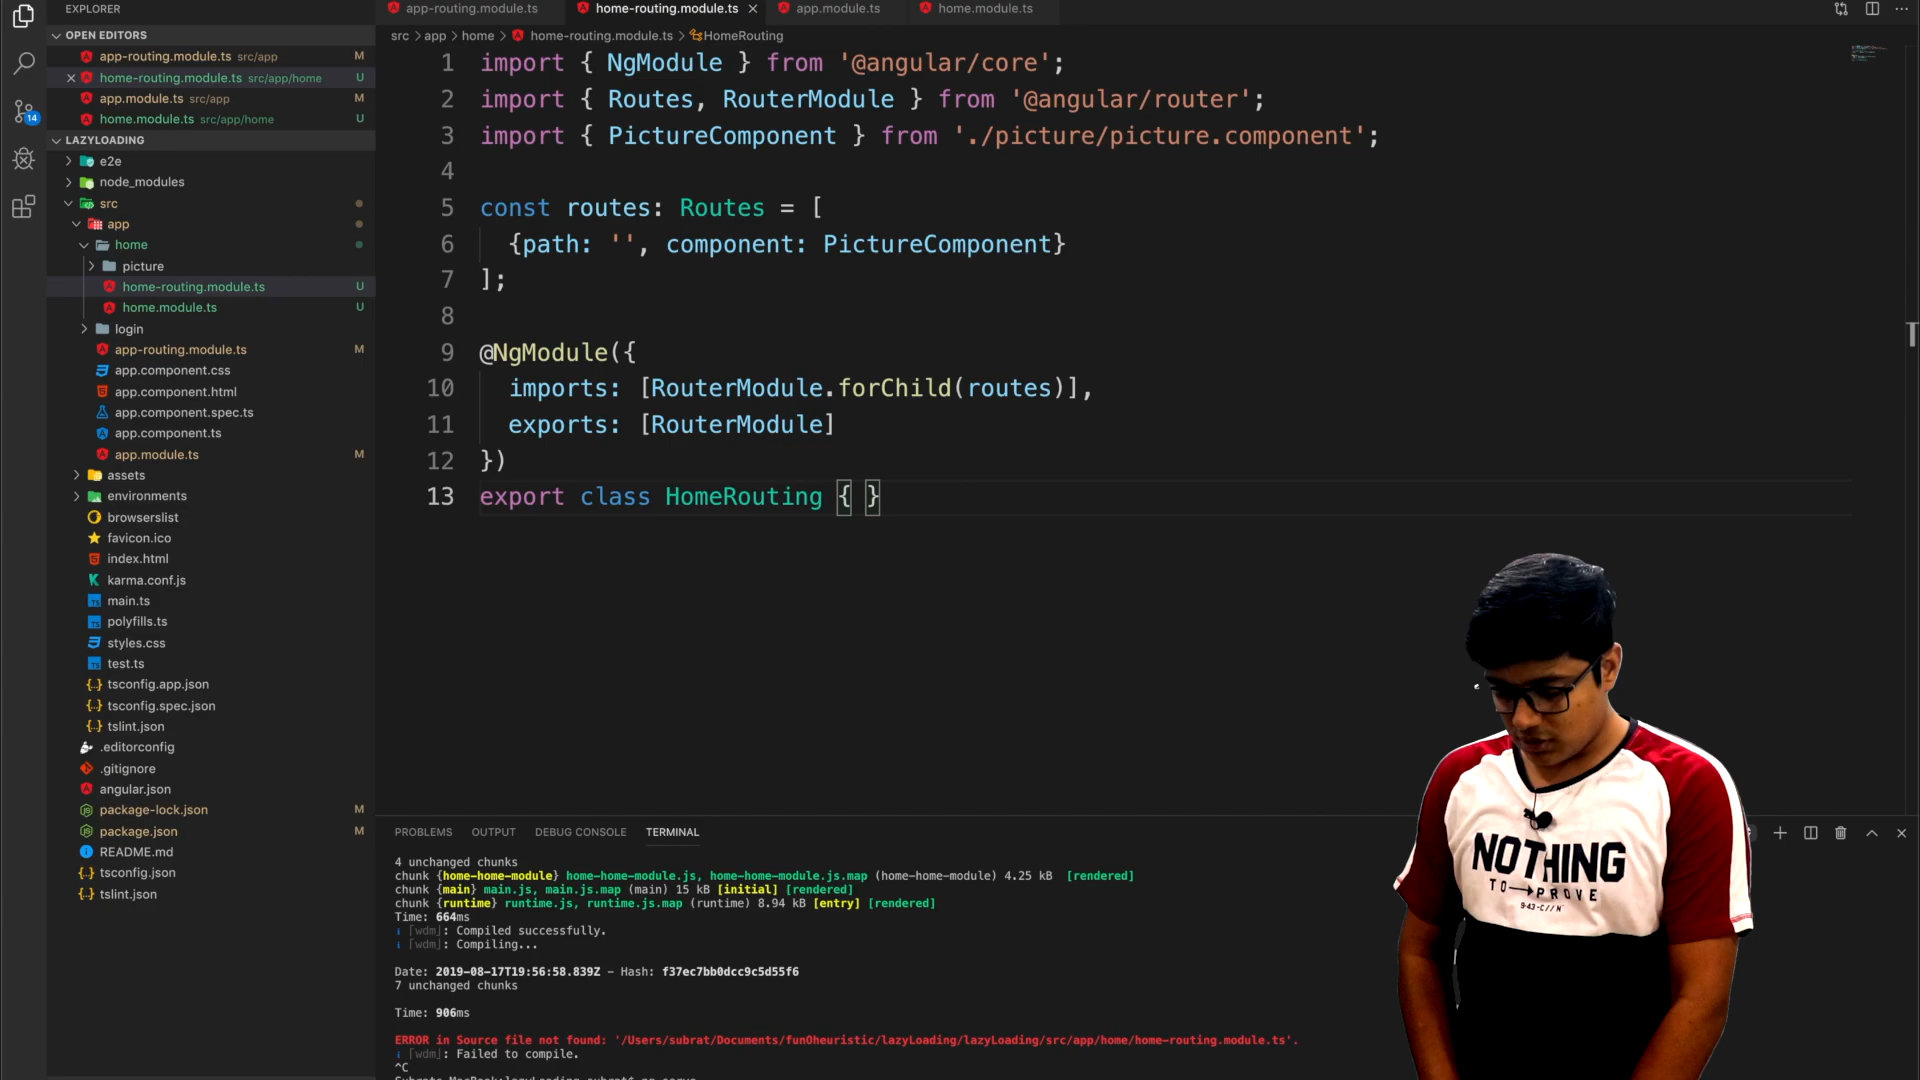 EXPLORER
OPEN EDITORS
app-routing.module.ts src/app M
home-routing.module.ts src/app/home U
app.module.ts src/app M
home.module.ts src/app/home U
14
LAZYLOADING
e2e
node_modules
src
app
home
picture
home-routing.module.ts U
home.module.ts U
login
app-routing.module.ts M
app.component.css
app.component.html
app.component.spec.ts
app.component.ts
app.module.ts M
assets
environments
browserslist
favicon.ico
index.html
karma.conf.js
main.ts
polyfills.ts
styles.css
test.ts
tsconfig.app.json
tsconfig.spec.json
tslint.json
.editorconfig
.gitignore
angular.json
package-lock.json M
package.json M
README.md
tsconfig.json
tslint.json
app-routing.module.ts home-routing.module.ts app.module.ts home.module.ts
src > app > home > home-routing.module.ts > HomeRouting
1 import { NgModule } from '@angular/core';
2 import { Routes, RouterModule } from '@angular/router';
3 import { PictureComponent } from './picture/picture.component';
4
5 const routes: Routes = [
6 {path: '', component: PictureComponent}
7 ];
8
9 @NgModule({
10 imports: [RouterModule.forChild(routes)],
11 exports: [RouterModule]
12 })
13 export class HomeRouting { }
PROBLEMS OUTPUT DEBUG CONSOLE TERMINAL
4 unchanged chunks
chunk {home-home-module} home-home-module.js, home-home-module.js.map (home-home-module) 4.25 kB [rendered]
chunk {main} main.js, main.js.map (main) 15 kB [initial] [rendered]
chunk {runtime} runtime.js, runtime.js.map (runtime) 8.94 kB [entry] [rendered]
Time: 664ms
i ｢wdm｣: Compiled successfully.
i ｢wdm｣: Compiling...
Date: 2019-08-17T19:56:58.839Z - Hash: f37ec7bb0dcc9c5d55f6
7 unchanged chunks
Time: 906ms
ERROR in Source file not found: '/Users/subrat/Documents/funOheuristic/lazyLoading/lazyLoading/src/app/home/home-routing.module.ts'.
i ｢wdm｣: Failed to compile.
^C
NOTHING
TO PROVE